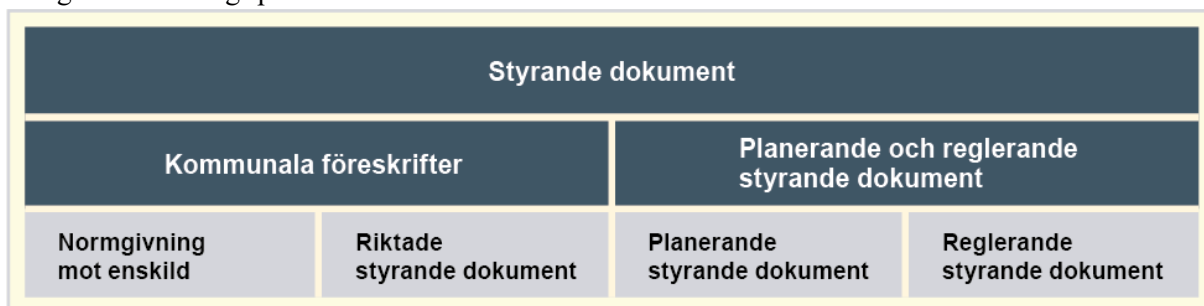 Styrande dokument
Kommunala föreskrifter
Planerande och reglerande
styrande dokument
Normgivning
mot enskild
Riktade
styrande dokument
Planerande
styrande dokument
Reglerande
styrande dokument